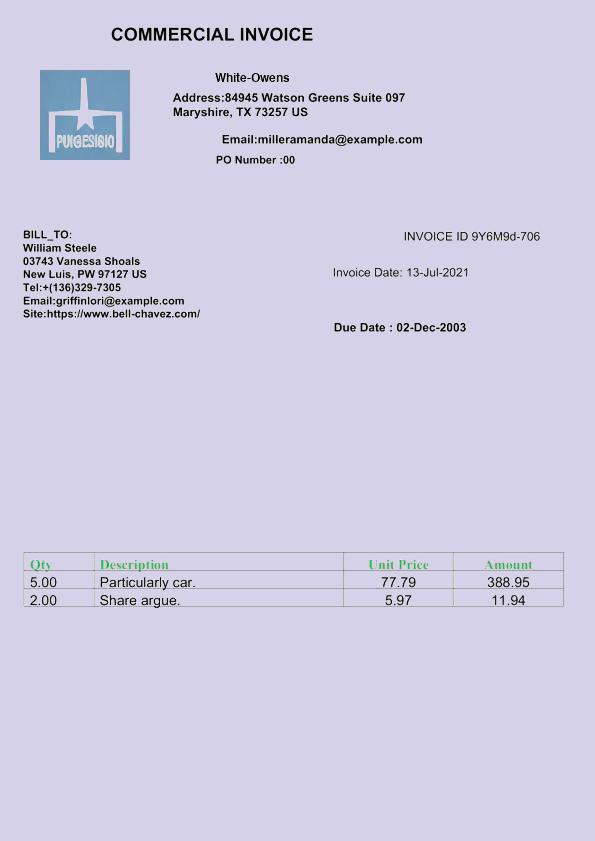 COMMERCIAL INVOICE
White-Owens
Address:84945 Watson Greens Suite 097
Maryshire, TX 73257 US
PUIGESIGIO
Email:milleramanda@example.com
PO Number :00
BILL_TO:
William Steele
03743 Vanessa Shoals
New Luis, PW 97127 US
Tel:+(136)329-7305
Email:griffinlori@example.com
Site:https://www.bell-chavez.com/
INVOICE ID 9Y6M9d-706
Invoice Date: 13-Jul-2021
Due Date : 02-Dec-2003
Qty Description Unit Price Amount
5.00 Particularly car. 77.79 388.95
2.00 Share argue. 5.97 11.94